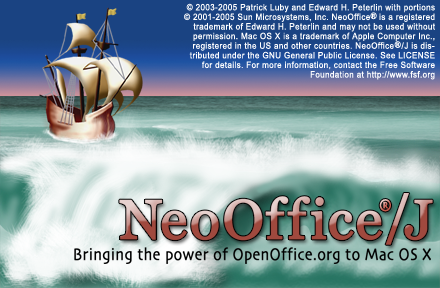 © 2003-2005 Patrick Luby and Edward H. Peterlin with portions
© 2001-2005 Sun Microsystems, Inc. NeoOffice® is a registered
trademark of Edward H. Peterlin and may not be used without
permission. Mac OS X is a trademark of Apple Computer Inc.,
registered in the US and other countries. NeoOffice®/J is dis-
tributed under the GNU General Public License. See LICENSE
for details. For more information, contact the Free Software
Foundation at http://www.fsf.org
NeoOffice®/J
Bringing the power of OpenOffice.org to Mac OS X